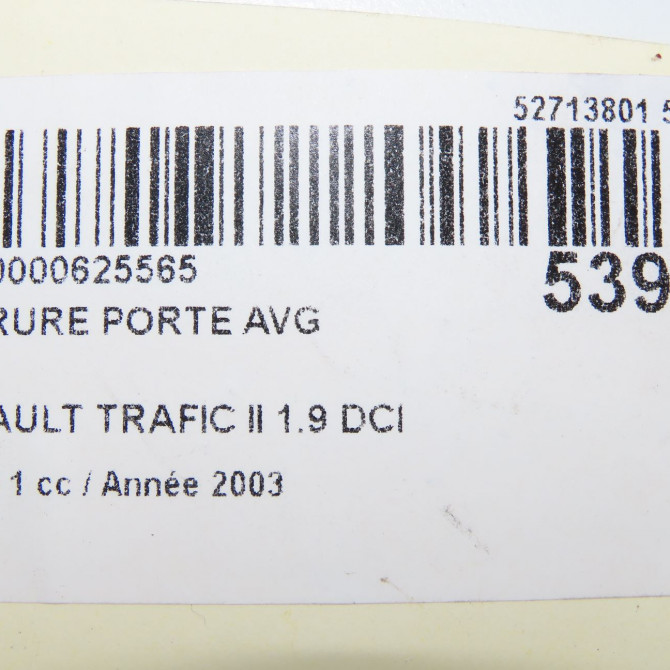 52713801 5
0000625565
539
RURE PORTE AVG
AULT TRAFIC II 1.9 DCI
1 cc / Année 2003